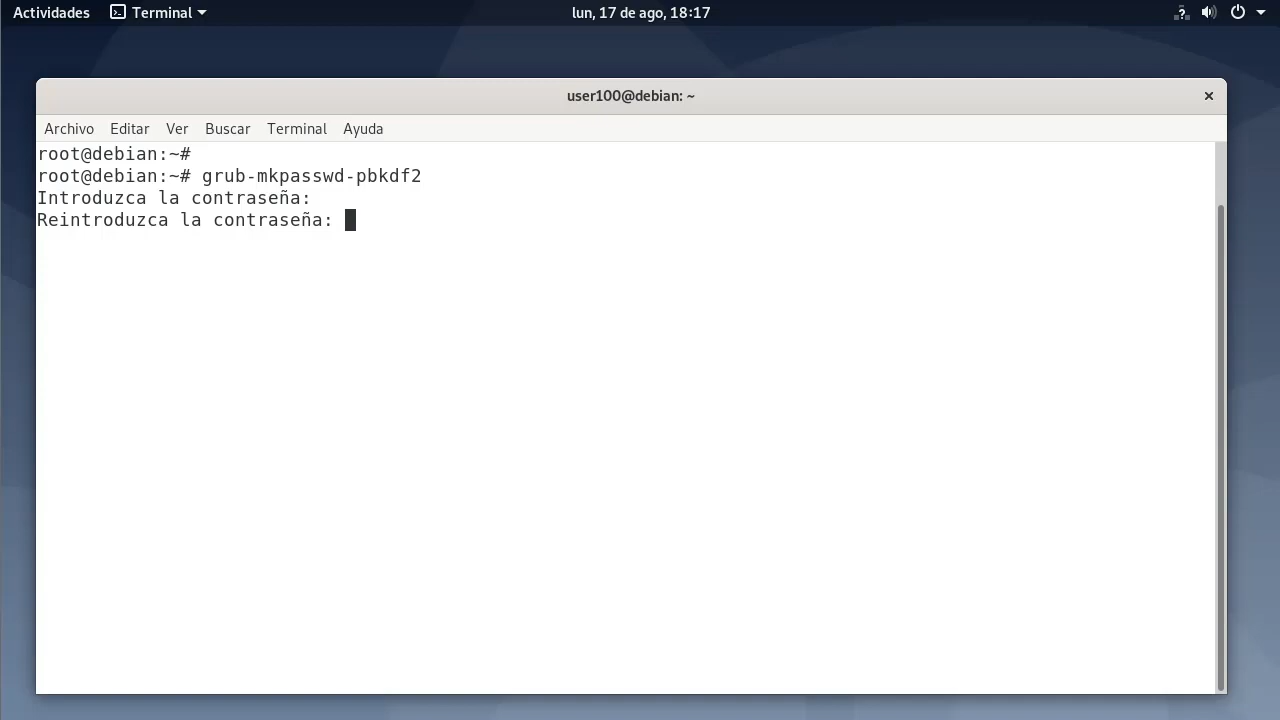 Actividades Terminal lun, 17 de ago, 18:17
user100@debian: ~
Archivo Editar Ver Buscar Terminal Ayuda
root@debian:~#
root@debian:~# grub-mkpasswd-pbkdf2
Introduzca la contraseña:
Reintroduzca la contraseña: